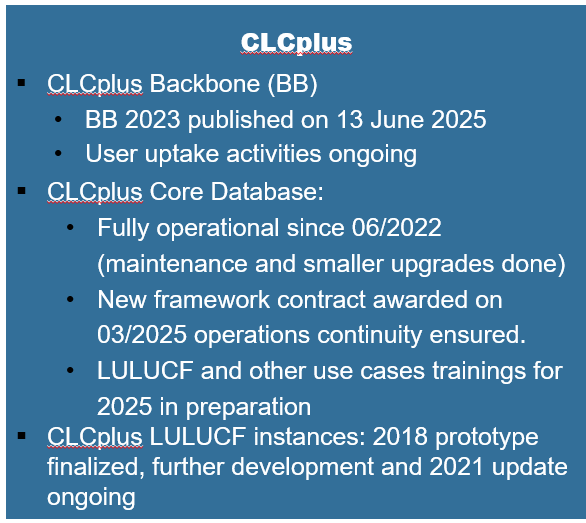 CLCplus
▪ CLCplus Backbone (BB)
• BB 2023 published on 13 June 2025
• User uptake activities ongoing
▪ CLCplus Core Database:
• Fully operational since 06/2022
(maintenance and smaller upgrades done)
• New framework contract awarded on
03/2025 operations continuity ensured.
• LULUCF and other use cases trainings for
2025 in preparation
▪ CLCplus LULUCF instances: 2018 prototype
finalized, further development and 2021 update
ongoing